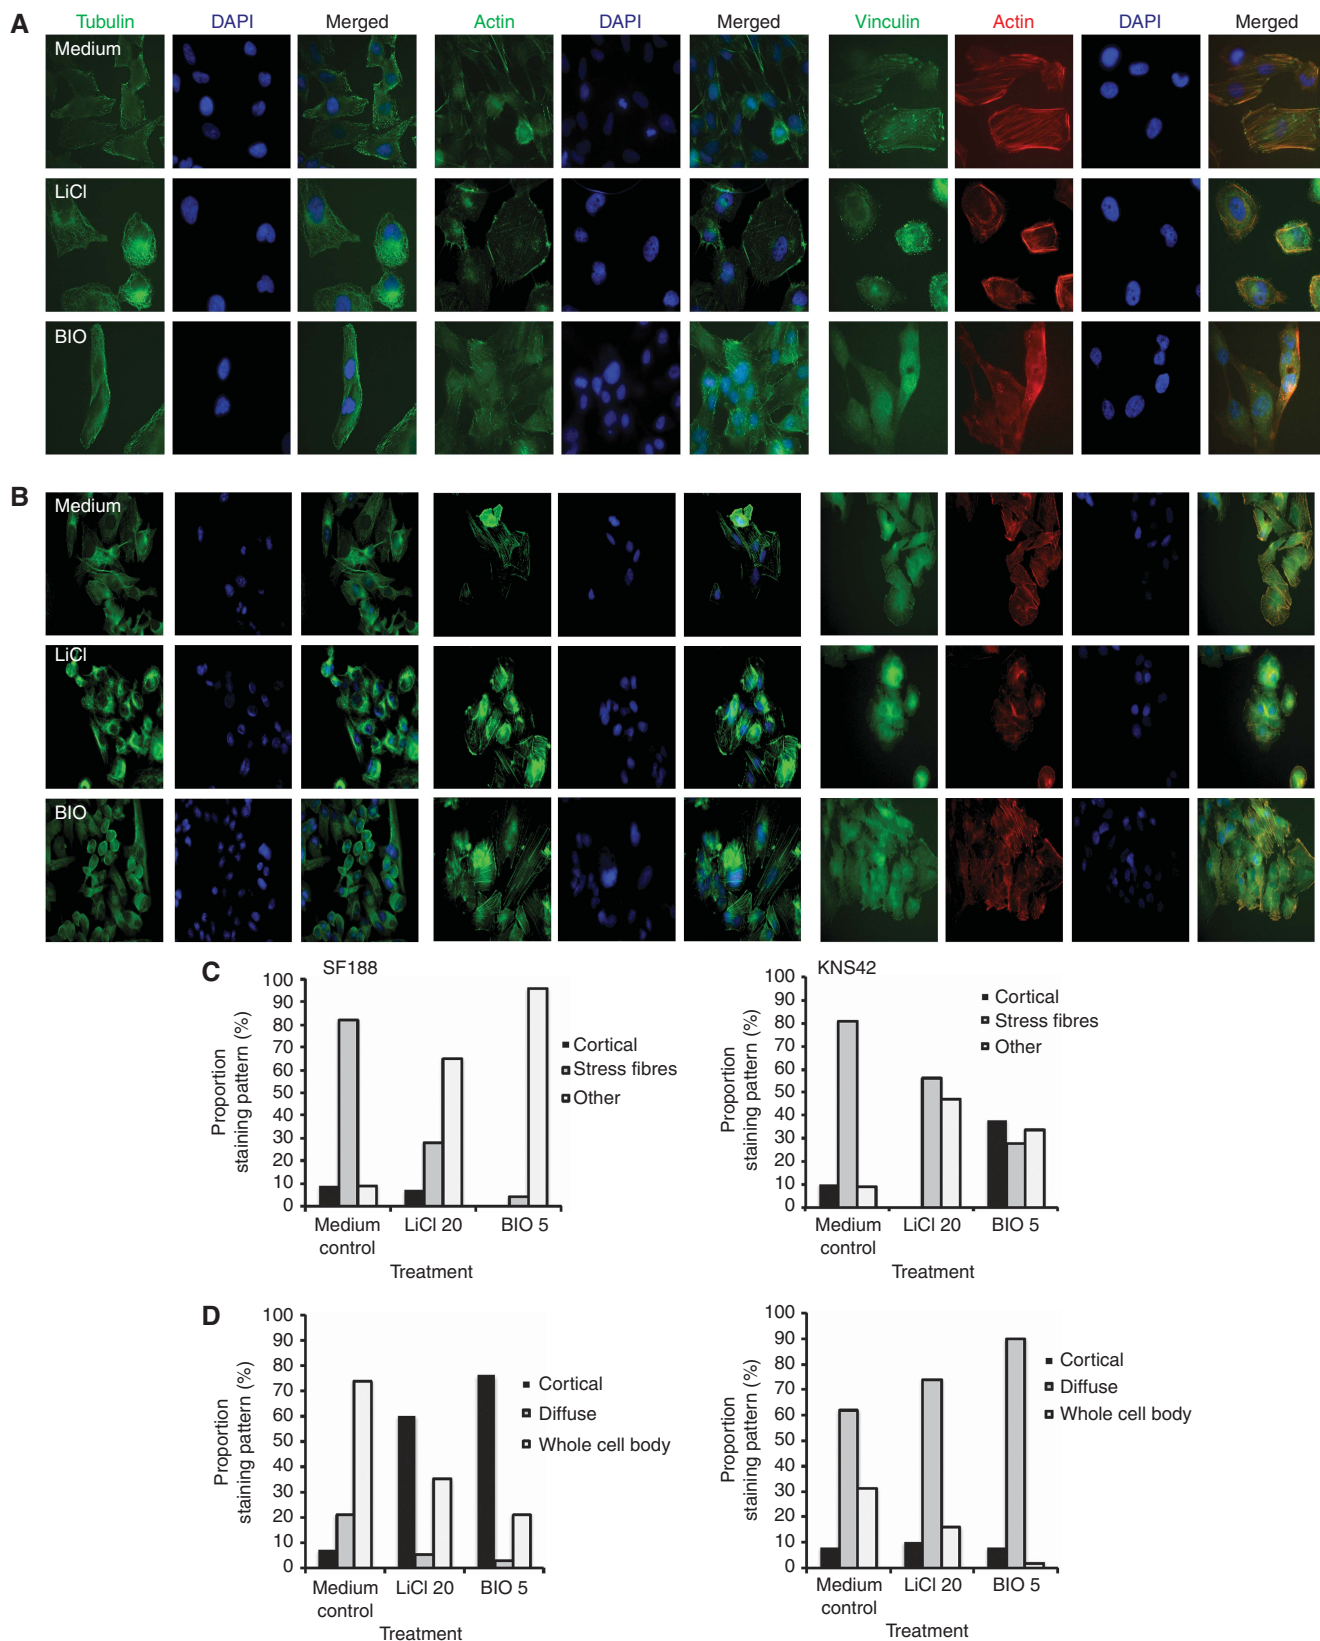 A
Tubulin DAPI Merged Actin DAPI Merged Vinculin Actin DAPI Merged
Medium
LiCl
BIO
B
Medium
LiCl
BIO
C
SF188
Proportion
staining pattern (%)
100
90
80
70
60
50
40
30
20
10
0
Cortical
Stress fibres
Other
Medium control LiCl 20 BIO 5
Treatment
KNS42
Proportion
staining pattern (%)
100
90
80
70
60
50
40
30
20
10
0
Cortical
Stress fibres
Other
Medium control LiCl 20 BIO 5
Treatment
D
Proportion
staining pattern (%)
100
90
80
70
60
50
40
30
20
10
0
Cortical
Diffuse
Whole cell body
Medium control LiCl 20 BIO 5
Treatment
Proportion
staining pattern (%)
100
90
80
70
60
50
40
30
20
10
0
Cortical
Diffuse
Whole cell body
Medium control LiCl 20 BIO 5
Treatment